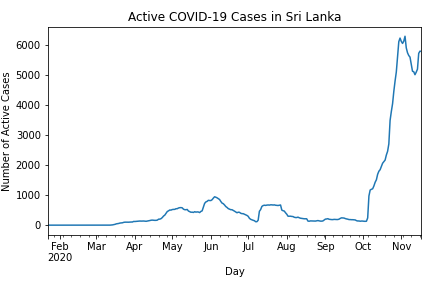 Active COVID-19 Cases in Sri Lanka
Number of Active Cases
6000
5000
4000
3000
2000
1000
0
Feb Mar Apr May Jun Jul Aug Sep Oct Nov
2020
Day